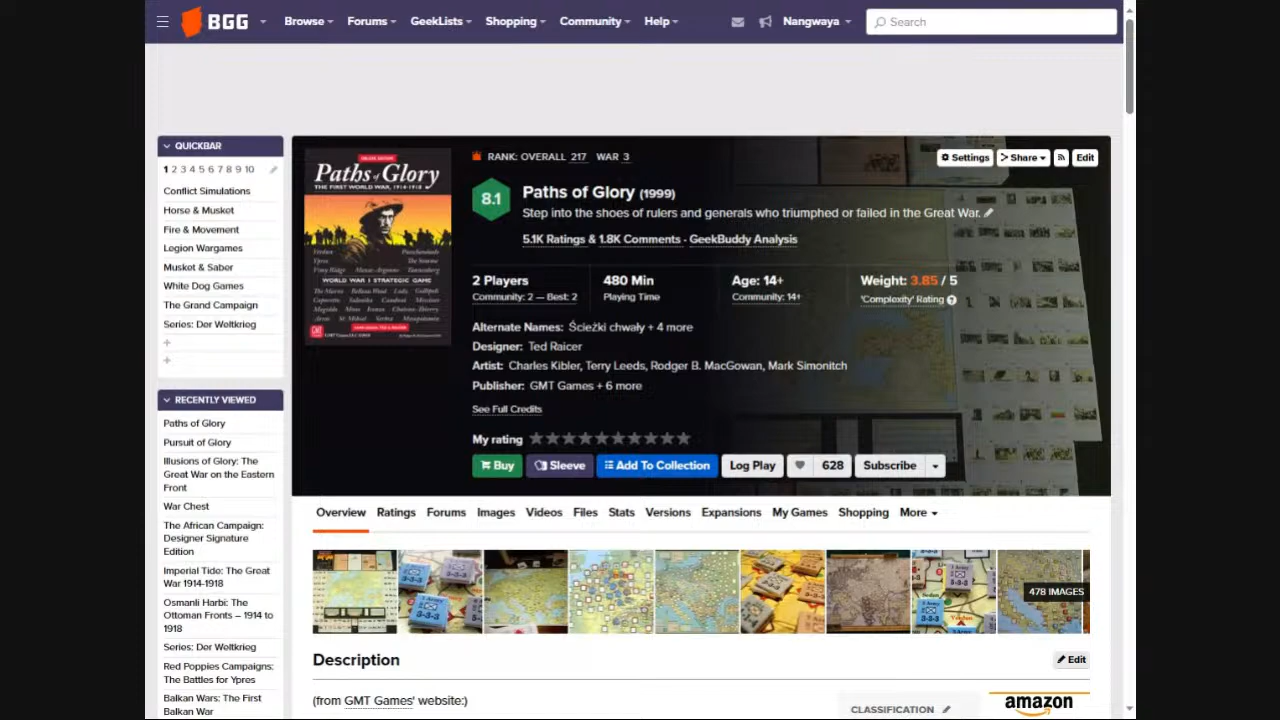 BGG Browse Forums GeekLists Shopping Community Help Nangwaya Search
QUICKBAR
1 2 3 4 5 6 7 8 9 10
Conflict Simulations
Horse & Musket
Fire & Movement
Legion Wargames
Musket & Sabor
White Dog Games
The Grand Campaign
Series: Der Weltkrieg
RECENTLY VIEWED
Paths of Glory
Pursuit of Glory
Illusions of Glory: The
Great War on the Eastern
Front
War Chest
The African Campaign:
Designer Signature
Edition
Imperial Tide: The Great
War 1914-1918
Osmanli Harbi: The
Ottoman Fronts – 1914 to
1918
Series: Der Weltkrieg
Red Poppies Campaigns:
The Battles for Ypres
Balkan Wars: The First
Balkan War
Paths of Glory
THE FIRST WORLD WAR, 1914-1918
WORLD WAR I STRATEGIC GAME
RANK: OVERALL 217 WAR 3
Settings Share Edit
8.1
Paths of Glory (1999)
Step into the shoes of rulers and generals who triumphed or failed in the Great War.
5.1K Ratings & 1.8K Comments - GeekBuddy Analysis
2 Players 480 Min Age: 14+ Weight: 3.85 / 5
Community: 2 — Best: 2 Playing Time Community: 14+ 'Complexity' Rating
Alternate Names: Ścieżki chwały + 4 more
Designer: Ted Raicer
Artist: Charles Kibler, Terry Leeds, Rodger B. MacGowan, Mark Simonitch
Publisher: GMT Games + 6 more
See Full Credits
My rating
Buy Sleeve Add To Collection Log Play 628 Subscribe
Overview Ratings Forums Images Videos Files Stats Versions Expansions My Games Shopping More
478 IMAGES
Description
Edit
(from GMT Games' website:)
CLASSIFICATION
amazon